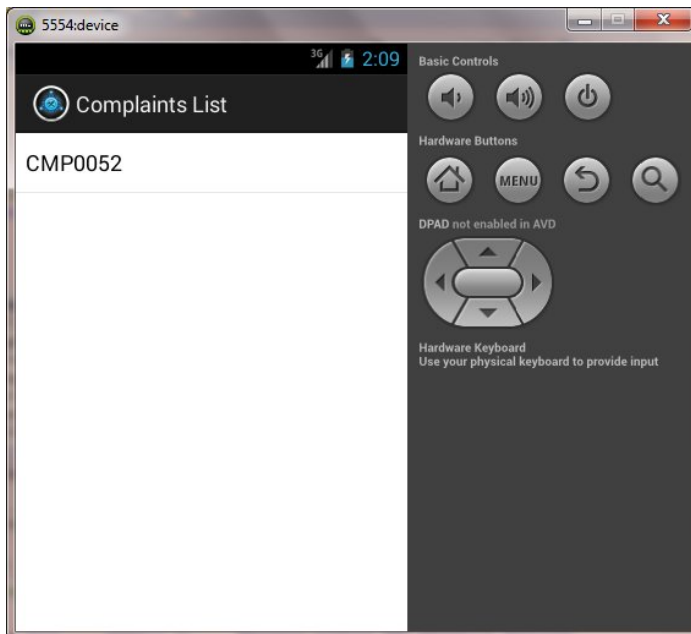 5554:device
3G 2:09
Complaints List
CMP0052
Basic Controls
Hardware Buttons
MENU
DPAD not enabled in AVD
Hardware Keyboard
Use your physical keyboard to provide input